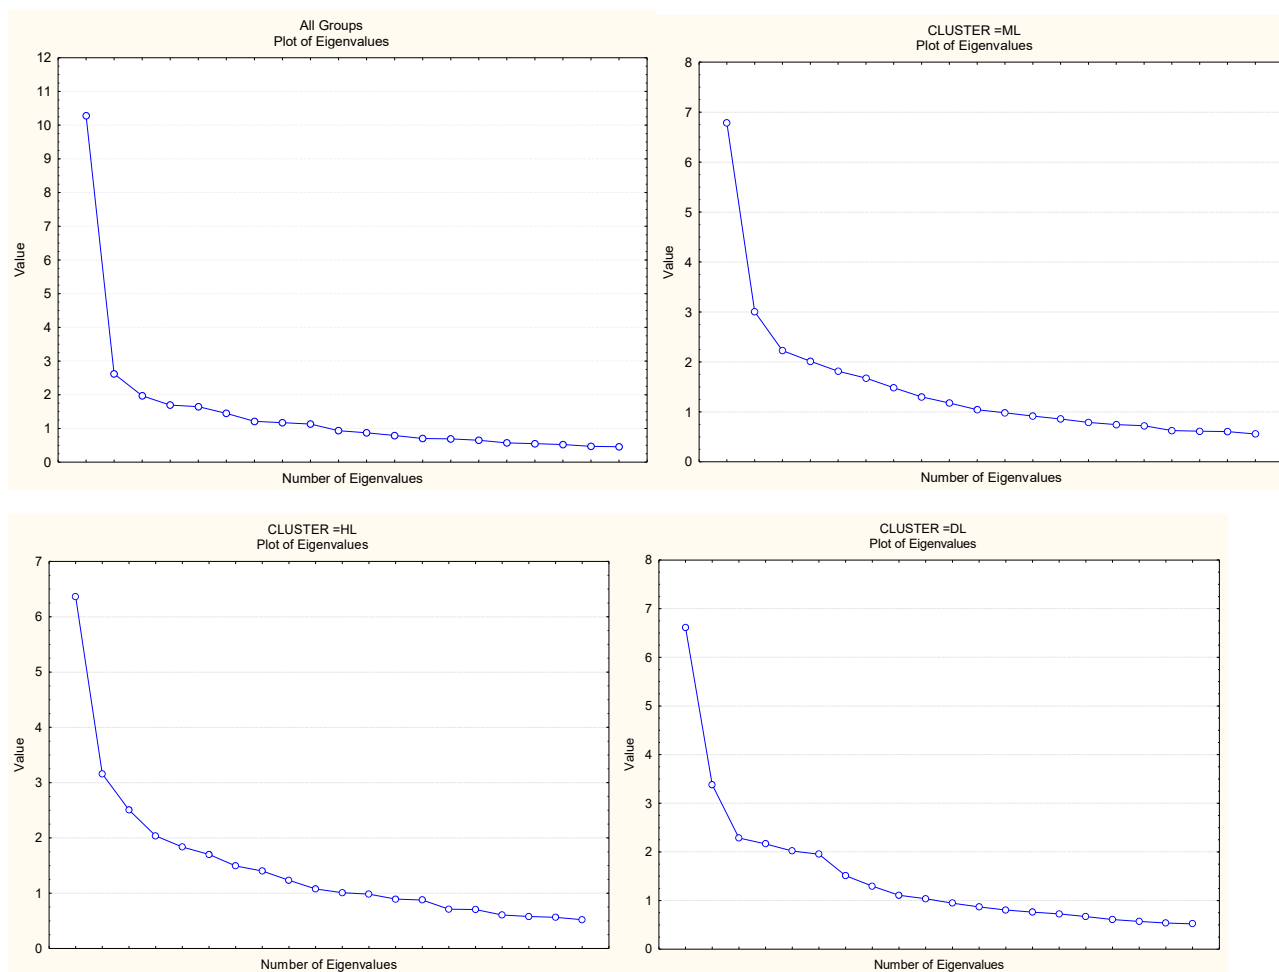 All Groups
Plot of Eigenvalues
12
11
10
9
8
7
6
5
4
3
2
1
0
Value
Number of Eigenvalues
CLUSTER =ML
Plot of Eigenvalues
8
7
6
5
4
3
2
1
0
Value
Number of Eigenvalues
CLUSTER =HL
Plot of Eigenvalues
7
6
5
4
3
2
1
0
Value
Number of Eigenvalues
CLUSTER =DL
Plot of Eigenvalues
8
7
6
5
4
3
2
1
0
Value
Number of Eigenvalues